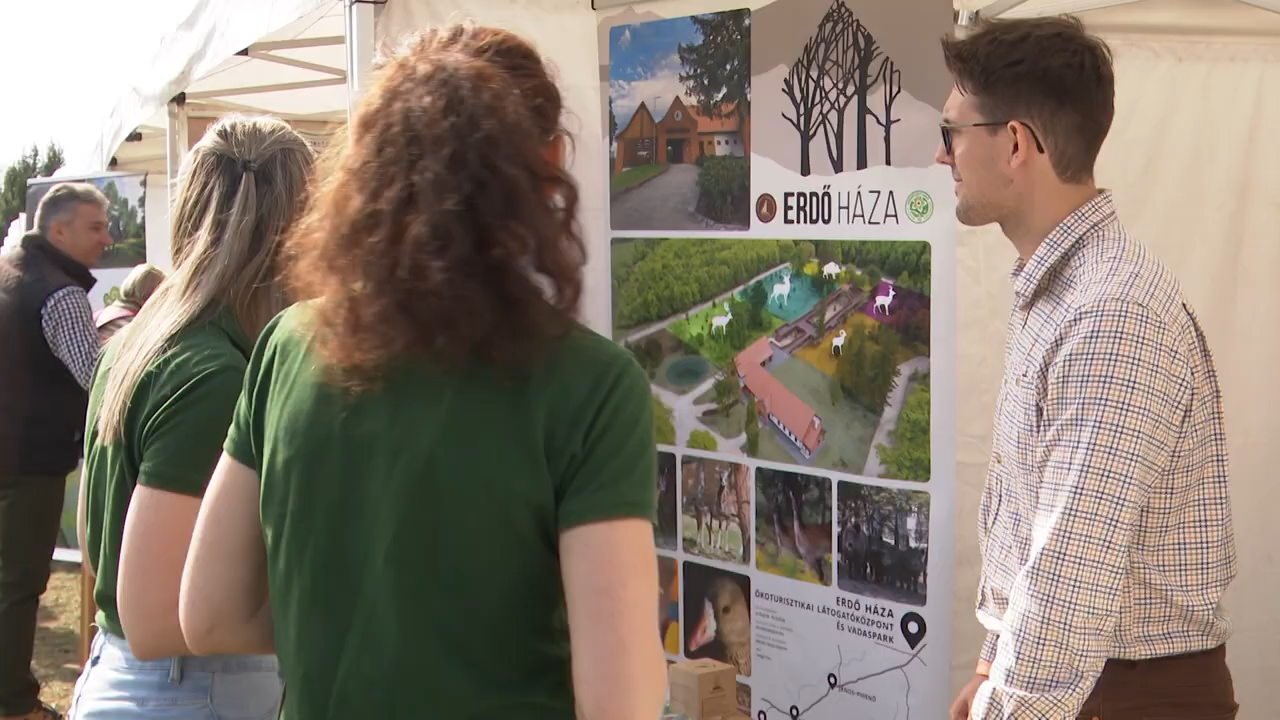 ERDŐ HÁZA
ERDŐ HÁZA
ÖKOTURISZTIKAI LÁTOGATÓKÖZPONT
ÉS VADASPARK